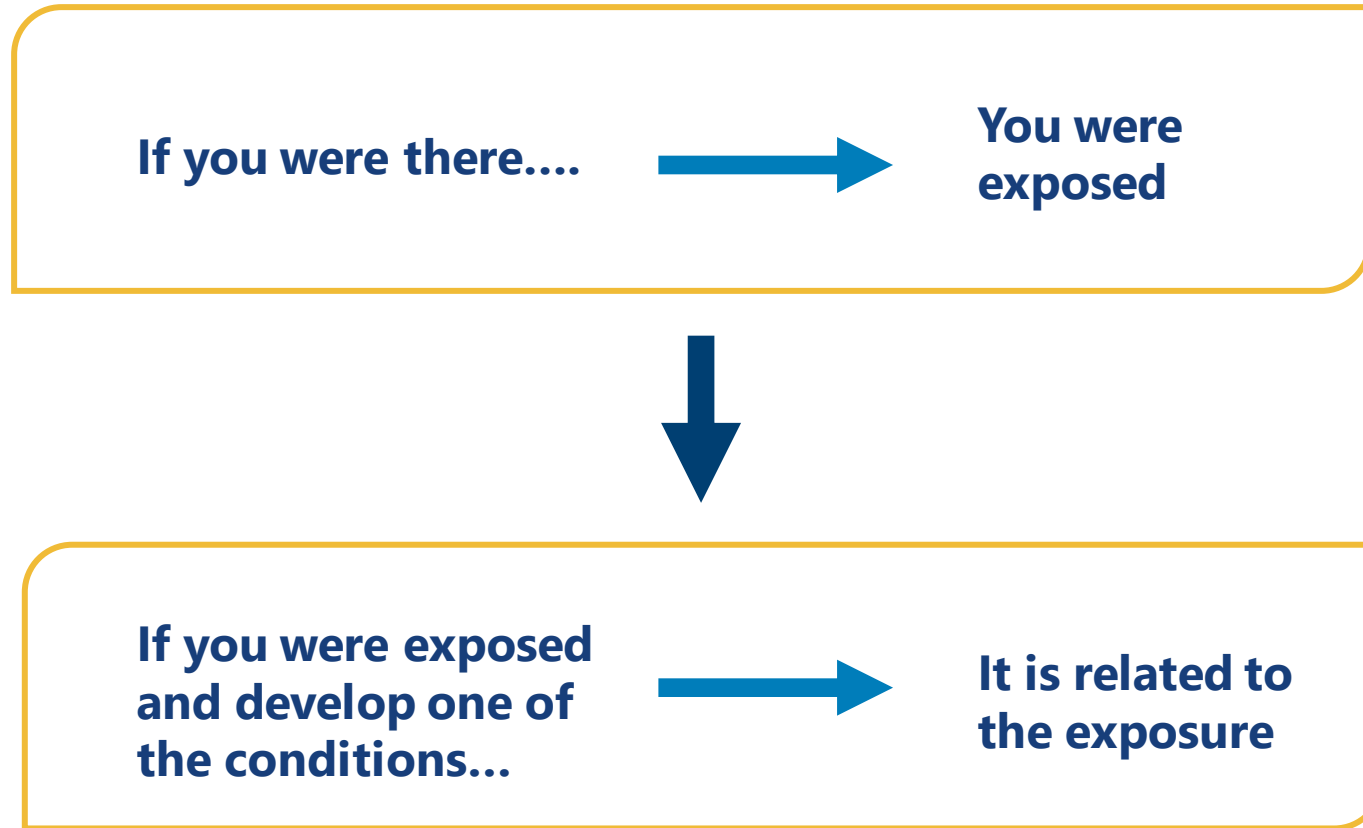 If you were there....
You were
exposed
If you were exposed
and develop one of
the conditions...
It is related to
the exposure